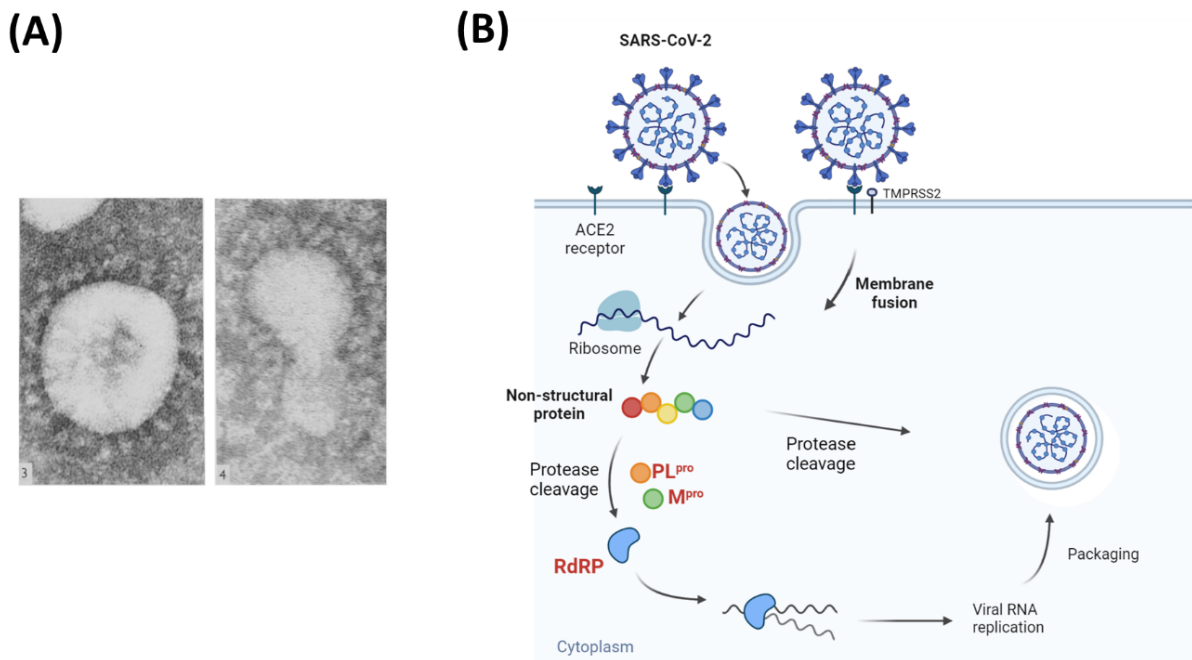 (A)
3
4
(B)
SARS-CoV-2
TMPRSS2
ACE2
receptor
Membrane
fusion
Ribosome
Non-structural
protein
Protease
cleavage
PLpro
Mpro
Protease
cleavage
RdRP
Packaging
Viral RNA
replication
Cytoplasm